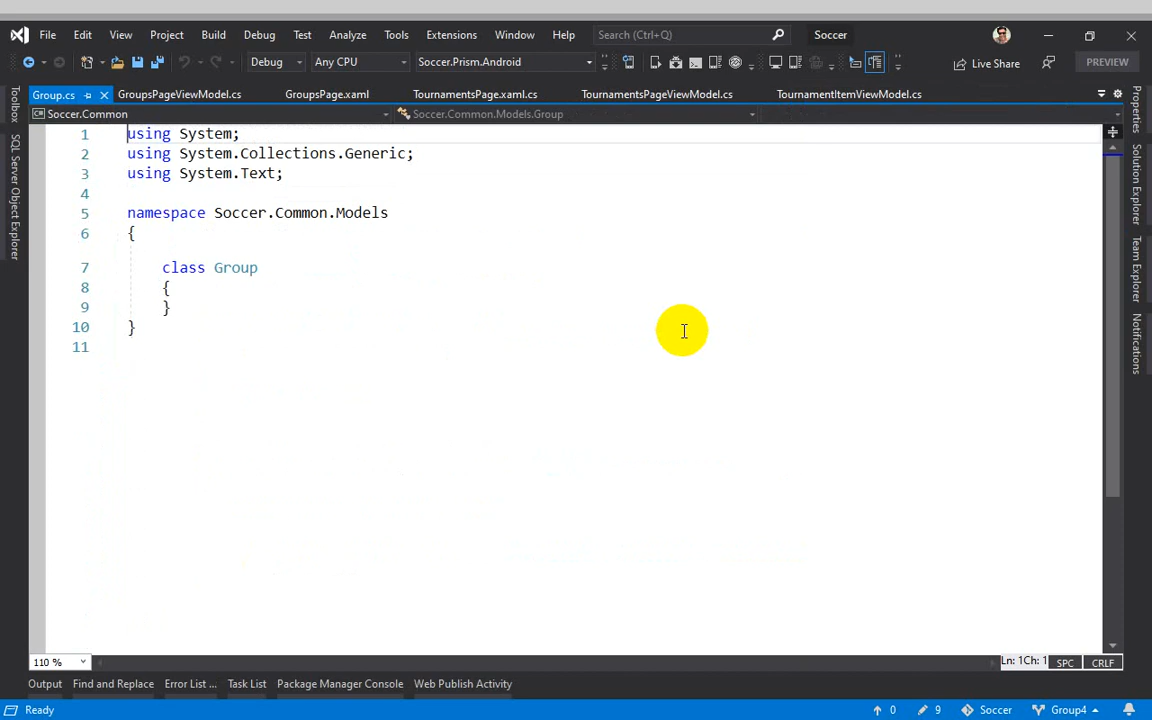 File Edit View Project Build Debug Test Analyze Tools Extensions Window Help Search (Ctrl+Q) Soccer
Debug Any CPU Soccer.Prism.Android Live Share PREVIEW
Group.cs GroupsPageViewModel.cs GroupsPage.xaml TournamentsPage.xaml.cs TournamentsPageViewModel.cs TournamentItemViewModel.cs
Soccer.Common Soccer.Common.Models.Group
1 using System;
2 using System.Collections.Generic;
3 using System.Text;
4
5 namespace Soccer.Common.Models
6 {
7 class Group
8 {
9 }
10 }
11
Toolbox
SQL Server Object Explorer
Properties
Solution Explorer
Team Explorer
Notifications
110 % Ln: 1 Ch: 1 SPC CRLF
Output Find and Replace Error List ... Task List Package Manager Console Web Publish Activity
Ready 0 9 Soccer Group4